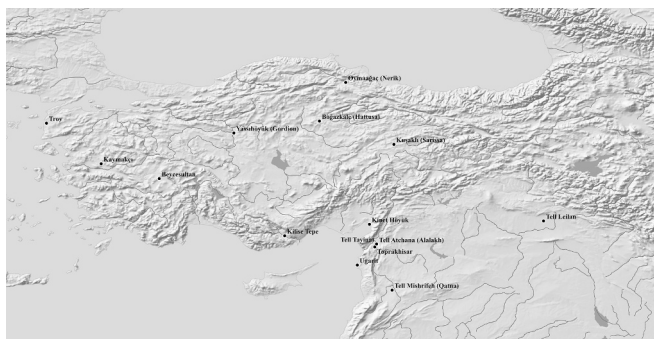 Oymaağaç (Nerik)
Troy
Boğazkale (Hattusa)
Yassıhöyük (Gordion)
Kuşaklı (Sarissa)
Kaymakçı
Beycesultan
Kinet Höyük
Tell Leilan
Kilise Tepe
Tell Tayinat
Tell Atchana (Alalakh)
Toprakhisar
Ugarit
Tell Mishrifeh (Qatna)